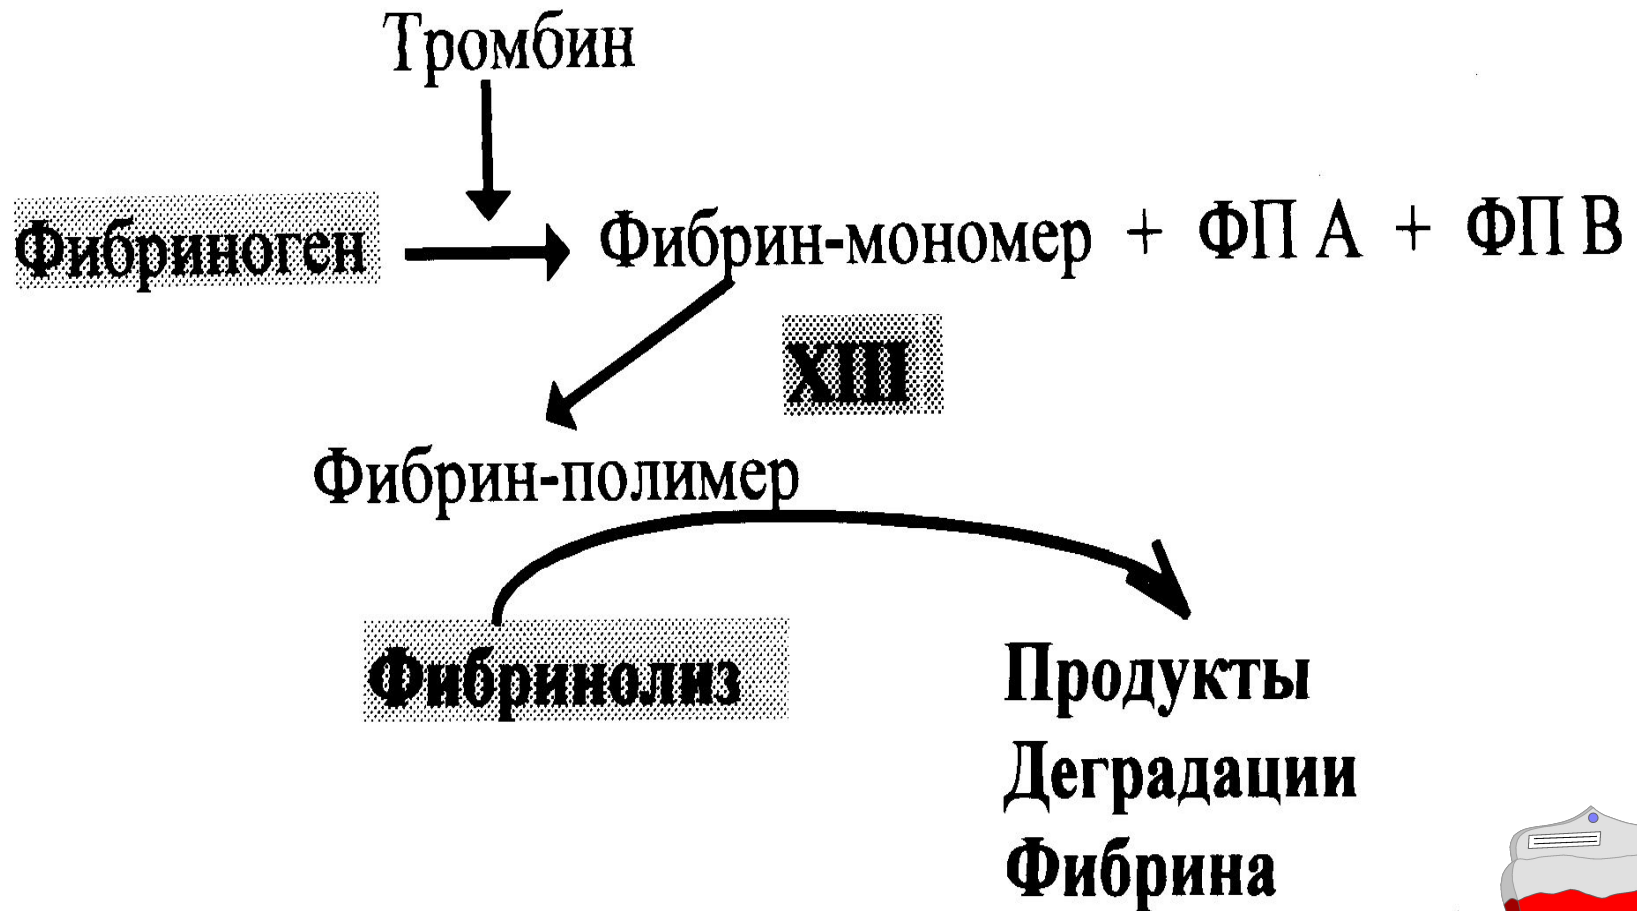 Тромбин
Фибриноген Фибрин-мономер + ФП А + ФП В
XIII
Фибрин-полимер
Фибринолиз
Продукты
Деградации
Фибрина